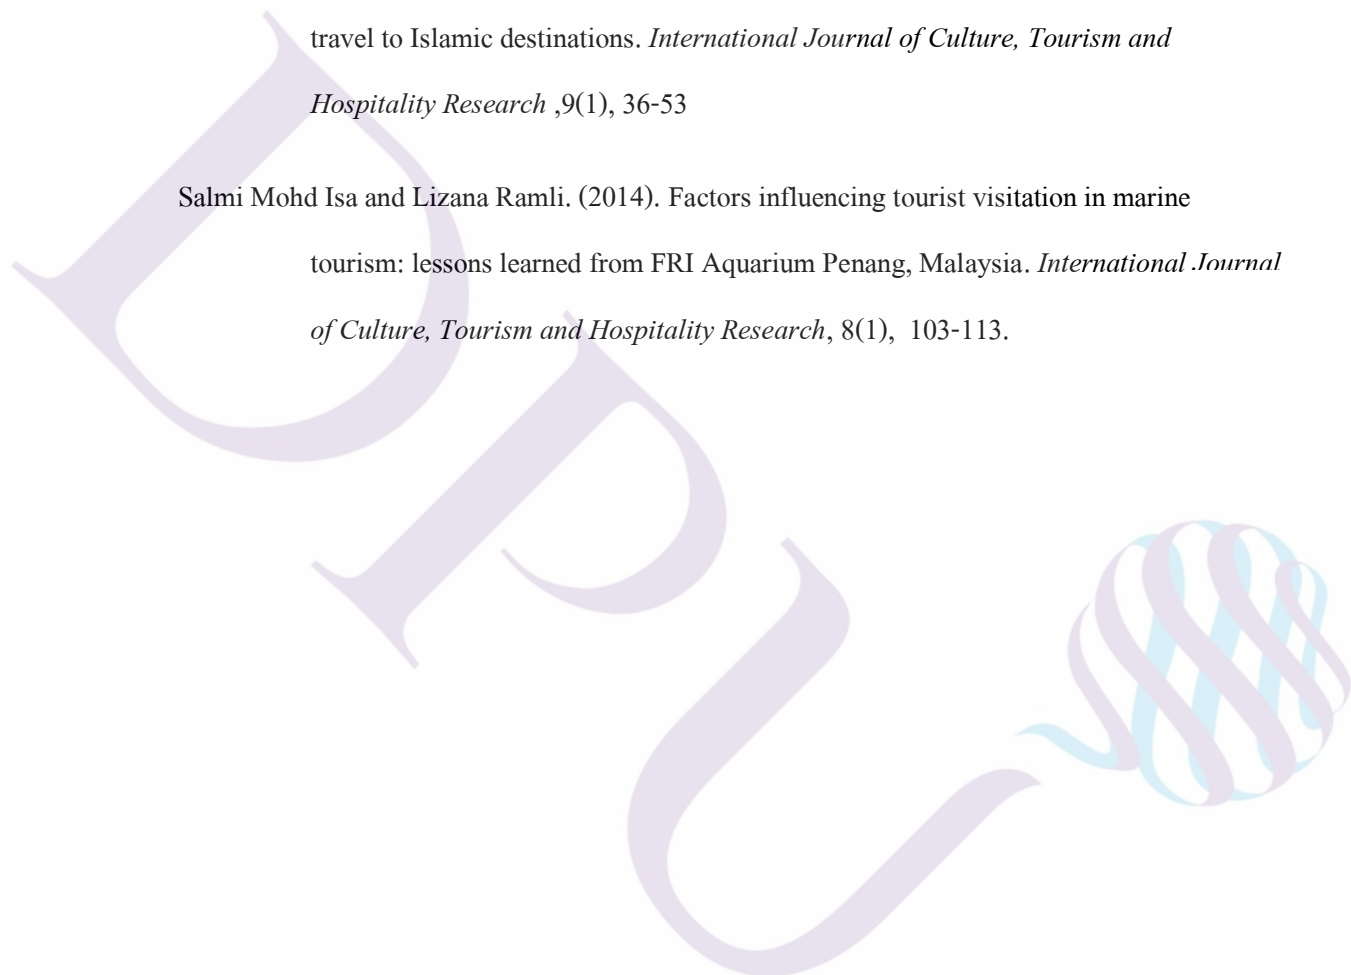 travel to Islamic destinations. International Journal of Culture, Tourism and
Hospitality Research ,9(1), 36-53
Salmi Mohd Isa and Lizana Ramli. (2014). Factors influencing tourist visitation in marine
tourism: lessons learned from FRI Aquarium Penang, Malaysia. International Journal
of Culture, Tourism and Hospitality Research, 8(1),  103-113.
DPU